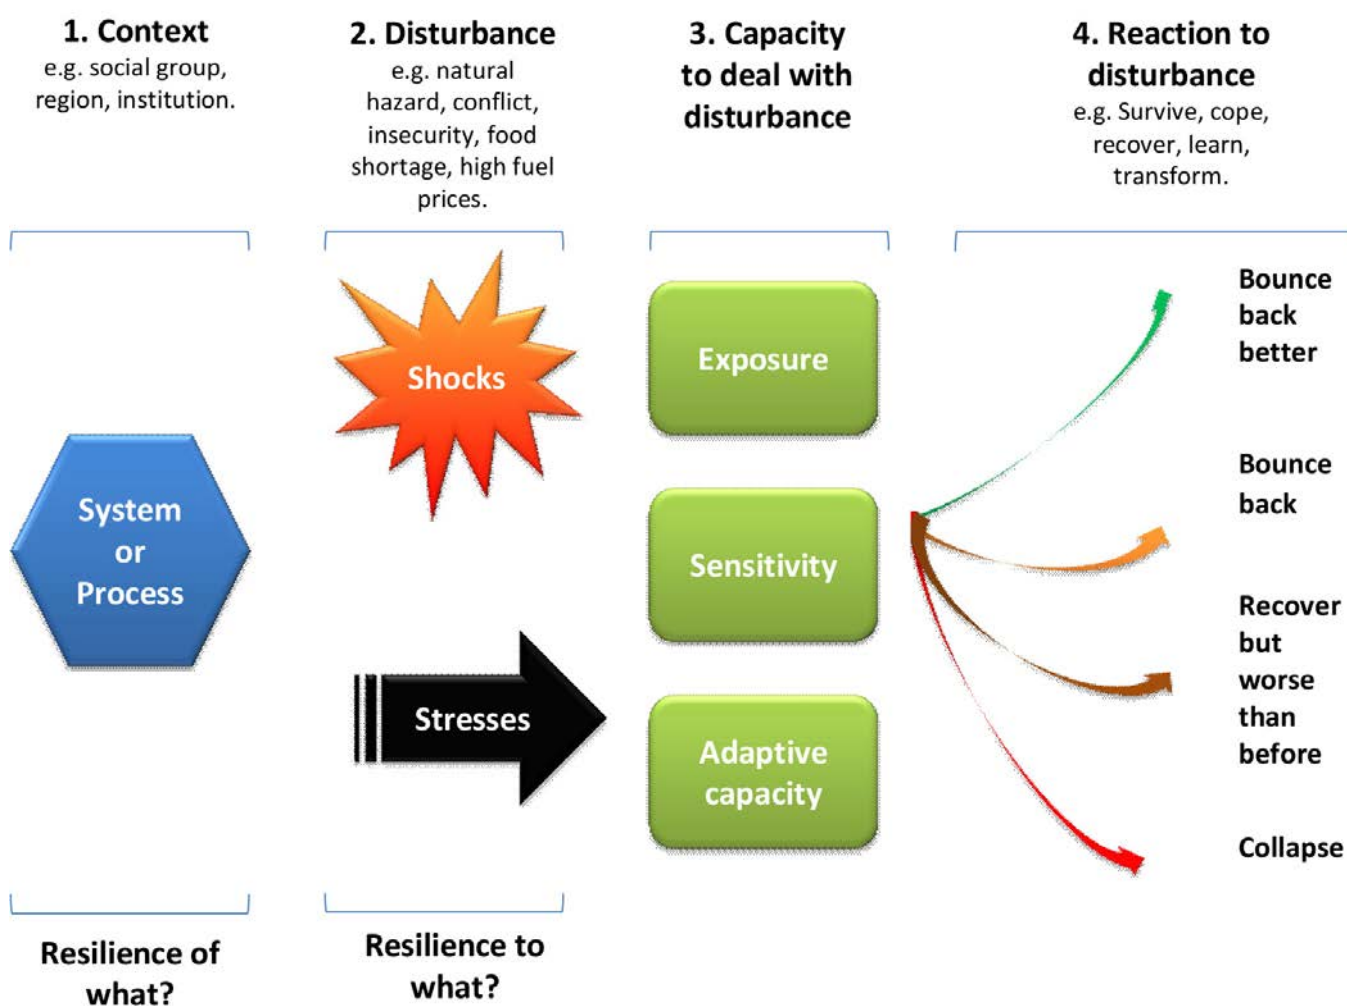 1. Context
e.g. social group,
region, institution.
2. Disturbance
e.g. natural
hazard, conflict,
insecurity, food
shortage, high fuel
prices.
3. Capacity
to deal with
disturbance
4. Reaction to
disturbance
e.g. Survive, cope,
recover, learn,
transform.
System
or
Process
Shocks
Stresses
Exposure
Sensitivity
Adaptive
capacity
Bounce
back
better
Bounce
back
Recover
but
worse
than
before
Collapse
Resilience of
what?
Resilience to
what?